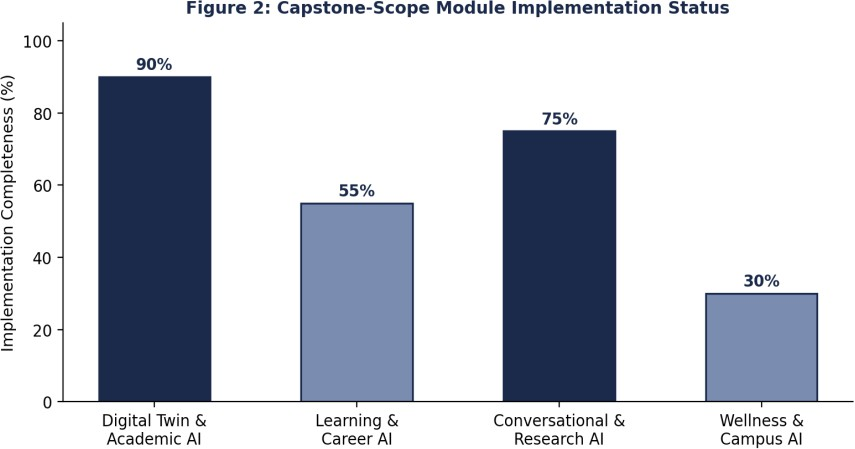 Figure 2: Capstone-Scope Module Implementation Status
Implementation Completeness (%)
100
80
60
40
20
0
90%
55%
75%
30%
Digital Twin &
Academic AI
Learning &
Career AI
Conversational &
Research AI
Wellness &
Campus AI